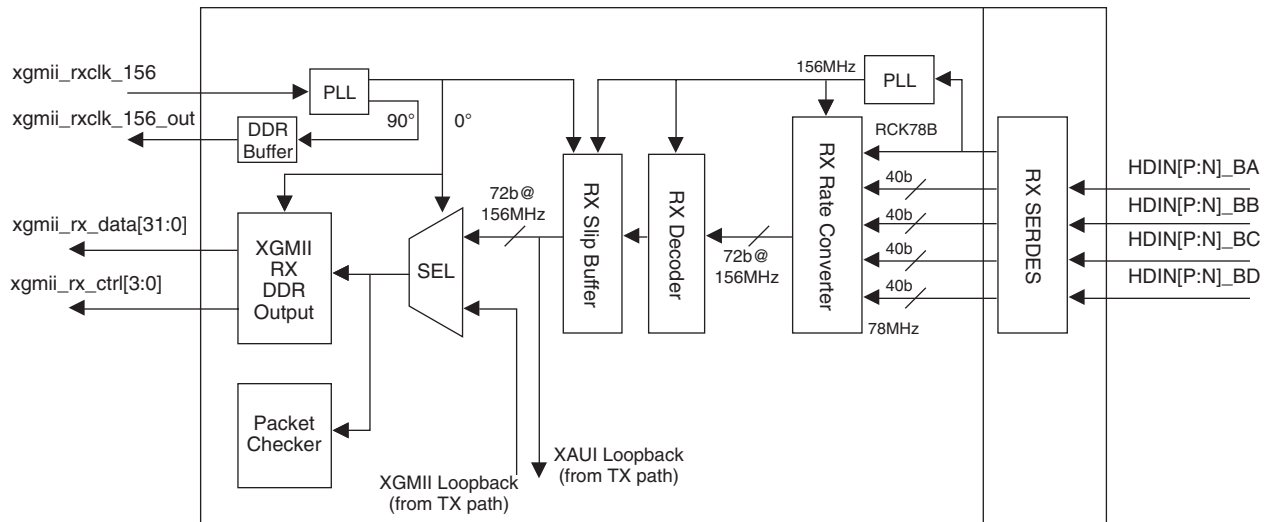 xgmii_rxclk_156
xgmii_rxclk_156_out
xgmii_rx_data[31:0]
xgmii_rx_ctrl[3:0]
PLL
90°
0°
DDR
Buffer
XGMII
RX
DDR
Output
Packet
Checker
SEL
72b@
156MHz
XGMII Loopback
(from TX path)
XAUI Loopback
(from TX path)
RX Slip Buffer
RX Decoder
72b@
156MHz
156MHz
PLL
RX Rate Converter
RCK78B
40b
40b
40b
40b
78MHz
RX SERDES
HDIN[P:N]_BA
HDIN[P:N]_BB
HDIN[P:N]_BC
HDIN[P:N]_BD